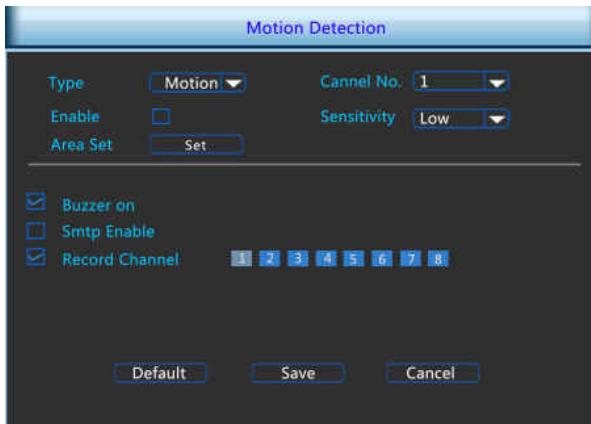 Motion Detection
Type Motion Cannel No. 1
Enable Sensitivity Low
Area Set Set
Buzzer on
Smtp Enable
Record Channel 1 2 3 4 5 6 7 8
Default Save Cancel